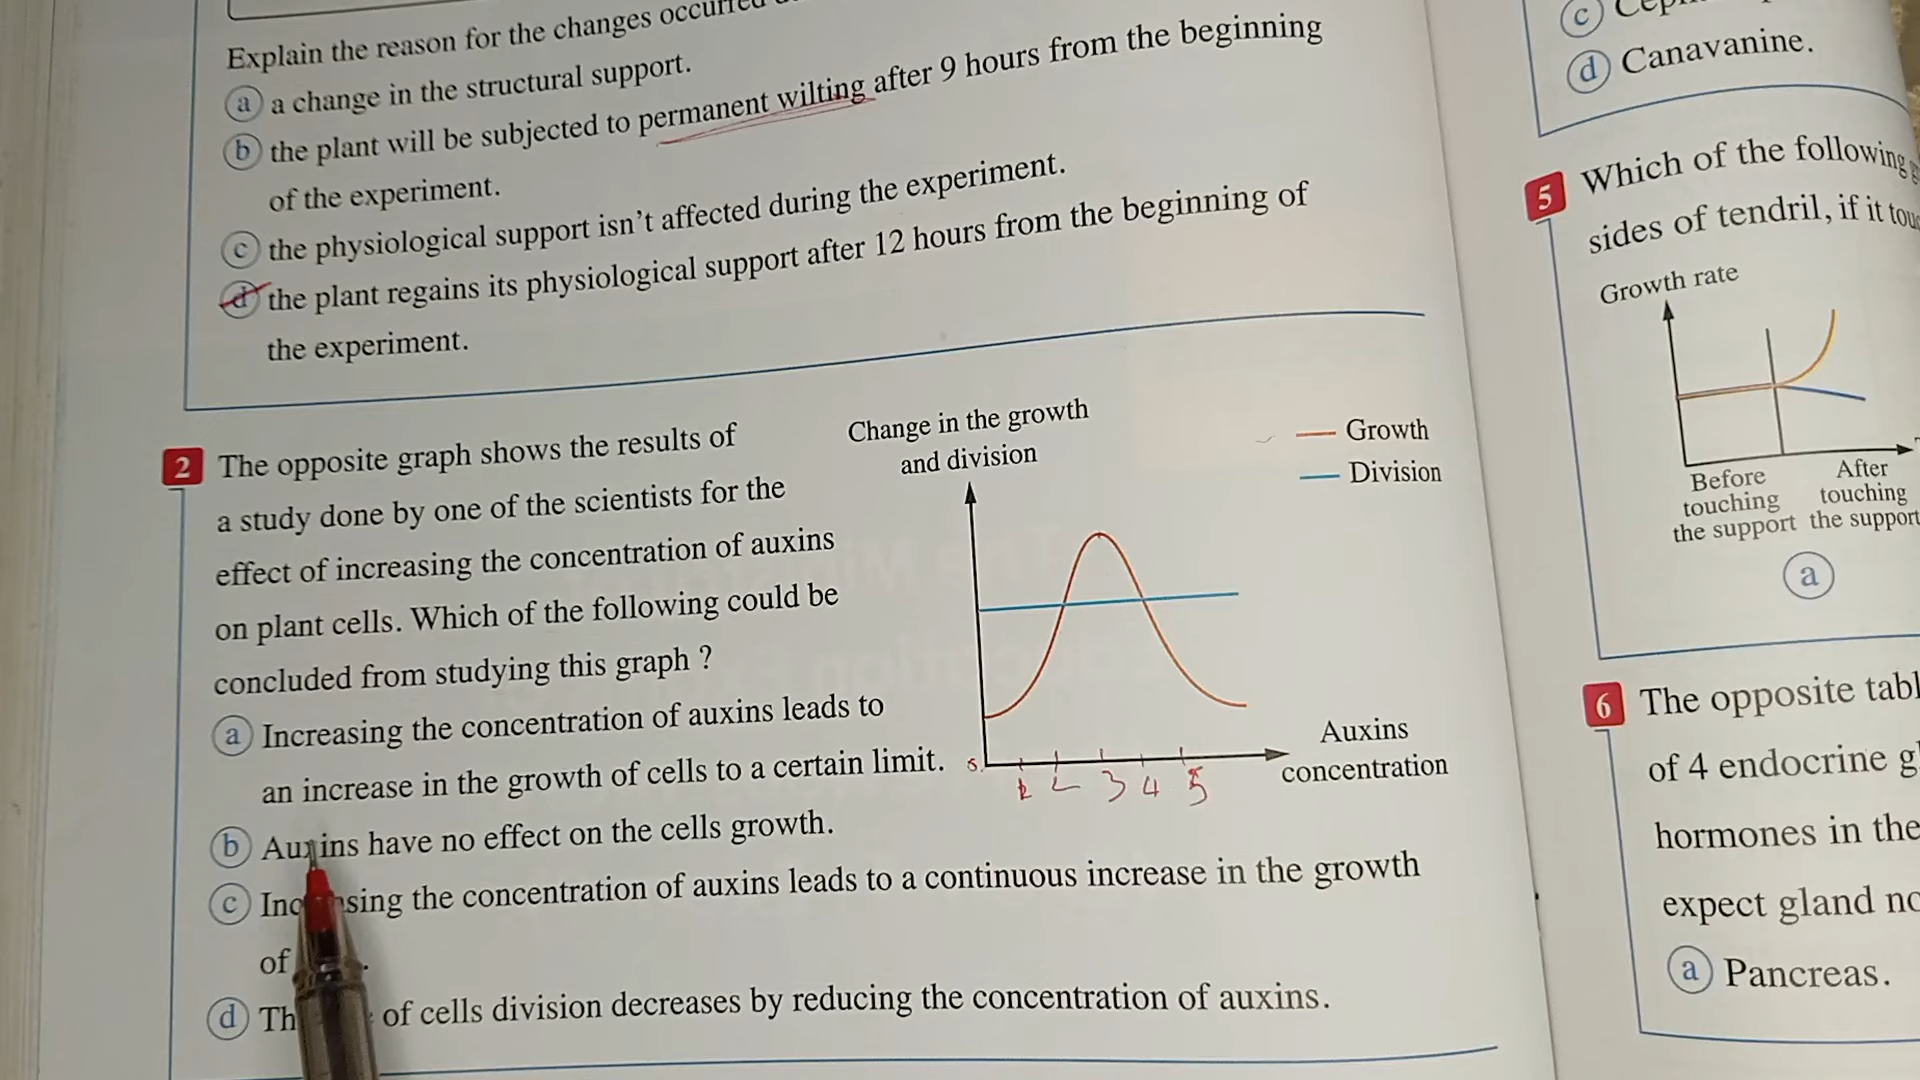 Explain the reason for the changes occurred
a a change in the structural support.
b the plant will be subjected to permanent wilting after 9 hours from the beginning
of the experiment.
c the physiological support isn't affected during the experiment.
d the plant regains its physiological support after 12 hours from the beginning of
the experiment.
2 The opposite graph shows the results of
a study done by one of the scientists for the
effect of increasing the concentration of auxins
on plant cells. Which of the following could be
concluded from studying this graph ?
a Increasing the concentration of auxins leads to
an increase in the growth of cells to a certain limit.
b Auxins have no effect on the cells growth.
c sing the concentration of auxins leads to a continuous increase in the growth
of
d of cells division decreases by reducing the concentration of auxins.
Change in the growth
and division
Growth
Division
Auxins
concentration
2 3 4 5
c
d Canavanine.
5 Which of the following
sides of tendril, if it
Growth rate
Before
touching
the support
After
touching
the support
a
6 The opposite
of 4 endocrine
hormones in the
expect gland
a Pancreas.